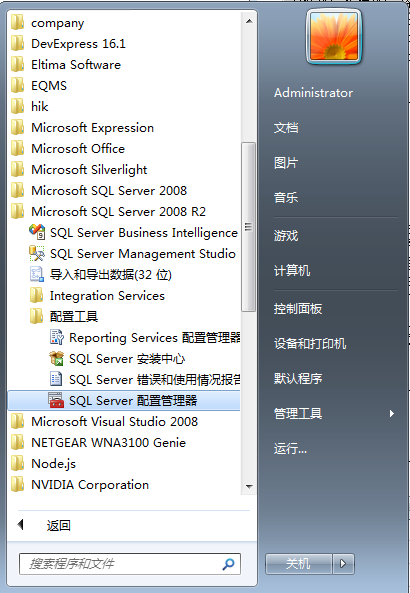 company
DevExpress 16.1
Eltima Software
EQMS
hik
Microsoft Expression
Microsoft Office
Microsoft Silverlight
Microsoft SQL Server 2008
Microsoft SQL Server 2008 R2
SQL Server Business Intelligence
SQL Server Management Studio
导入和导出数据(32 位)
Integration Services
配置工具
Reporting Services 配置管理器
SQL Server 安装中心
SQL Server 错误和使用情况报告
SQL Server 配置管理器
Microsoft Visual Studio 2008
NETGEAR WNA3100 Genie
Node.js
NVIDIA Corporation
返回
搜索程序和文件
Administrator
文档
图片
音乐
游戏
计算机
控制面板
设备和打印机
默认程序
管理工具
运行...
关机